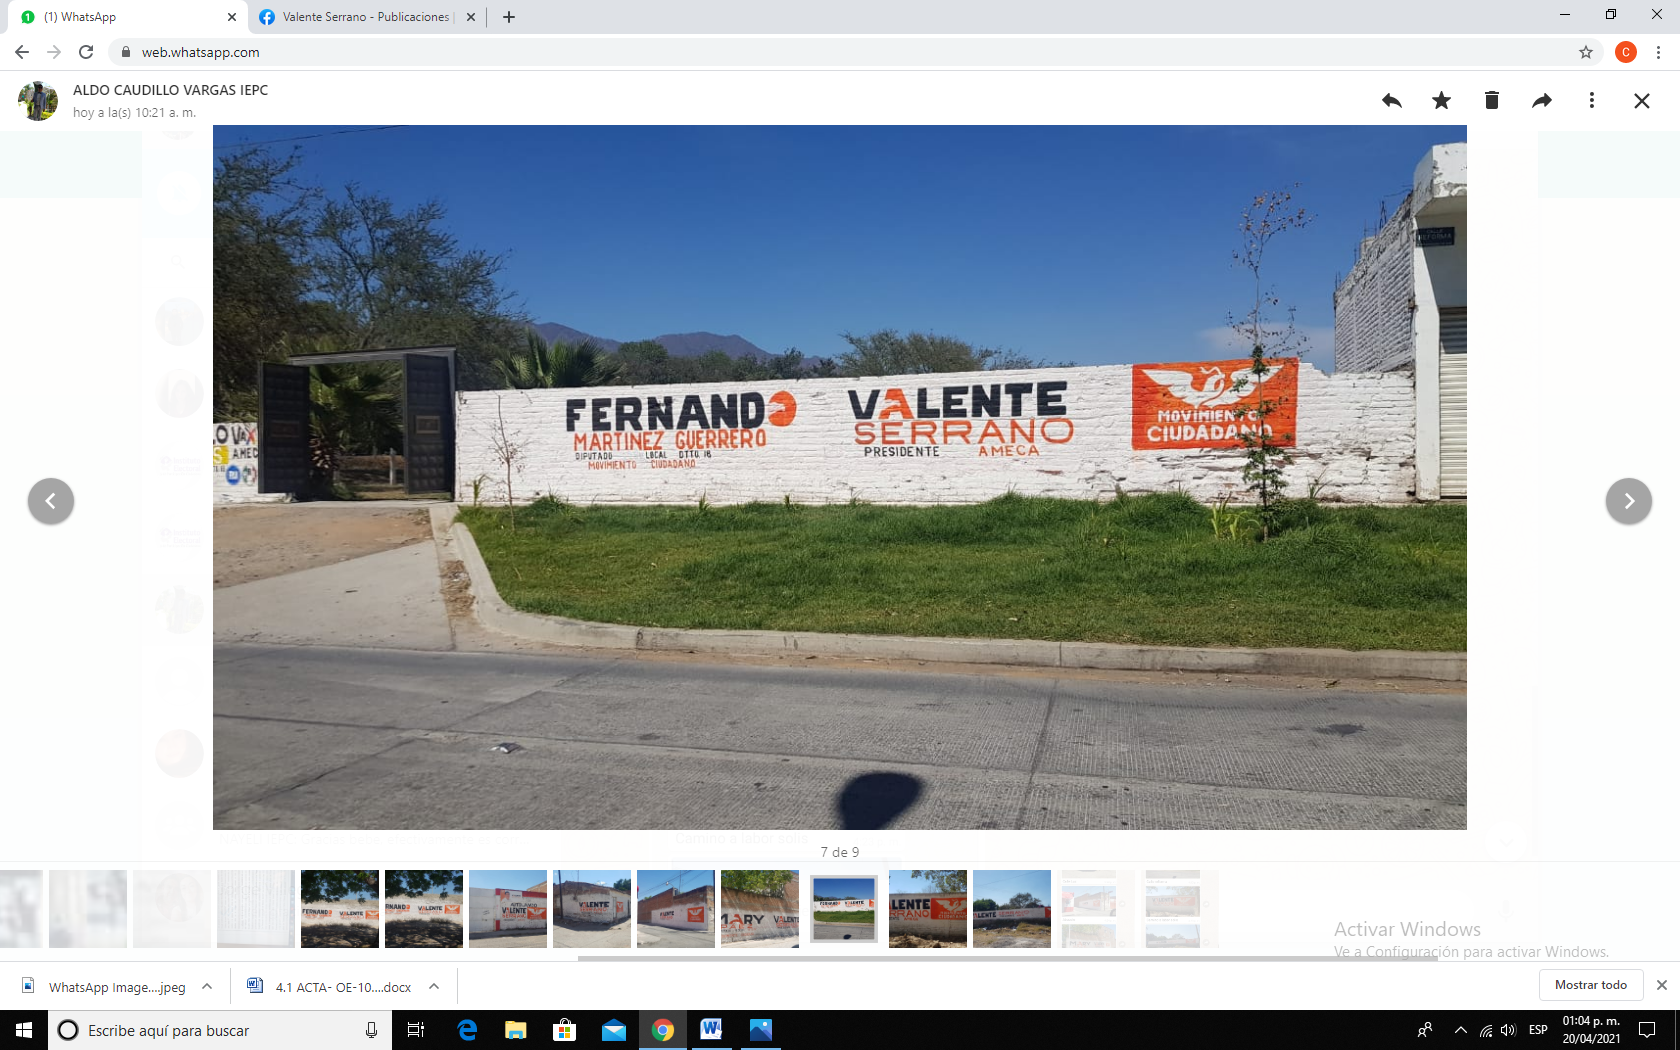 (1) WhatsApp
Valente Serrano - Publicaciones |
web.whatsapp.com
C
ALDO CAUDILLO VARGAS IEPC
hoy a la(s) 10:21 a. m.
REFORMA
FERNANDO
MARTINEZ GUERRERO
DIPUTADO LOCAL DTTO 18
MOVIMIENTO CIUDADANO
VALENTE
SERRANO
PRESIDENTE AMECA
MOVIMIENTO
CIUDADANO
AMEC
7 de 9
Activar Windows
Ve a Configuración para activar Windows.
WhatsApp Image....jpeg
4.1 ACTA- OE-10....docx
Mostrar todo
Escribe aquí para buscar
ESP
01:04 p. m.
20/04/2021